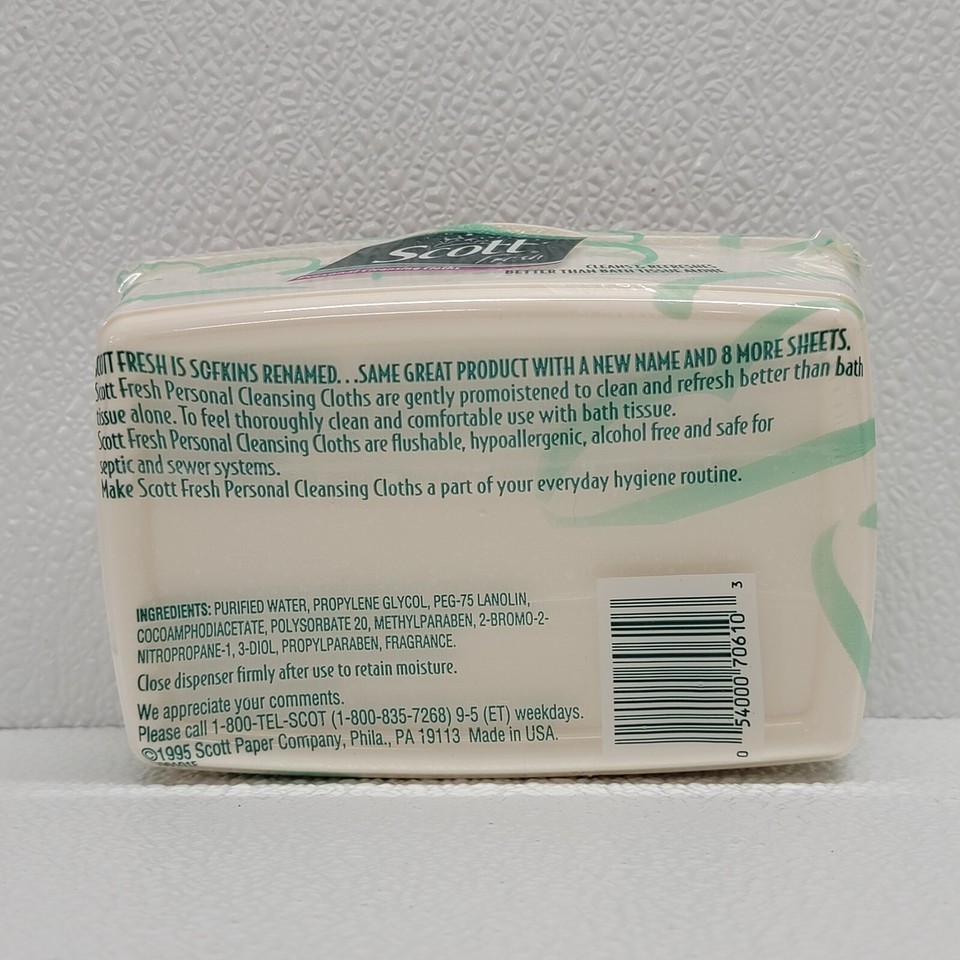 Scott
Fresh
CLEANS & REFRESHES
BETTER THAN BATH TISSUE ALONE
OTT FRESH IS SOFKINS RENAMED...SAME GREAT PRODUCT WITH A NEW NAME AND 8 MORE SHEETS.
Scott Fresh Personal Cleansing Cloths are gently promoistened to clean and refresh better than bath
tissue alone. To feel thoroughly clean and comfortable use with bath tissue.
Scott Fresh Personal Cleansing Cloths are flushable, hypoallergenic, alcohol free and safe for
septic and sewer systems.
Make Scott Fresh Personal Cleansing Cloths a part of your everyday hygiene routine.
INGREDIENTS: PURIFIED WATER, PROPYLENE GLYCOL, PEG-75 LANOLIN,
COCOAMPHODIACETATE, POLYSORBATE 20, METHYLPARABEN, 2-BROMO-2-
NITROPROPANE-1, 3-DIOL, PROPYLPARABEN, FRAGRANCE.
Close dispenser firmly after use to retain moisture.
We appreciate your comments.
Please call 1-800-TEL-SCOT (1-800-835-7268) 9-5 (ET) weekdays.
©1995 Scott Paper Company, Phila., PA 19113 Made in USA.
0 54000 70610 3